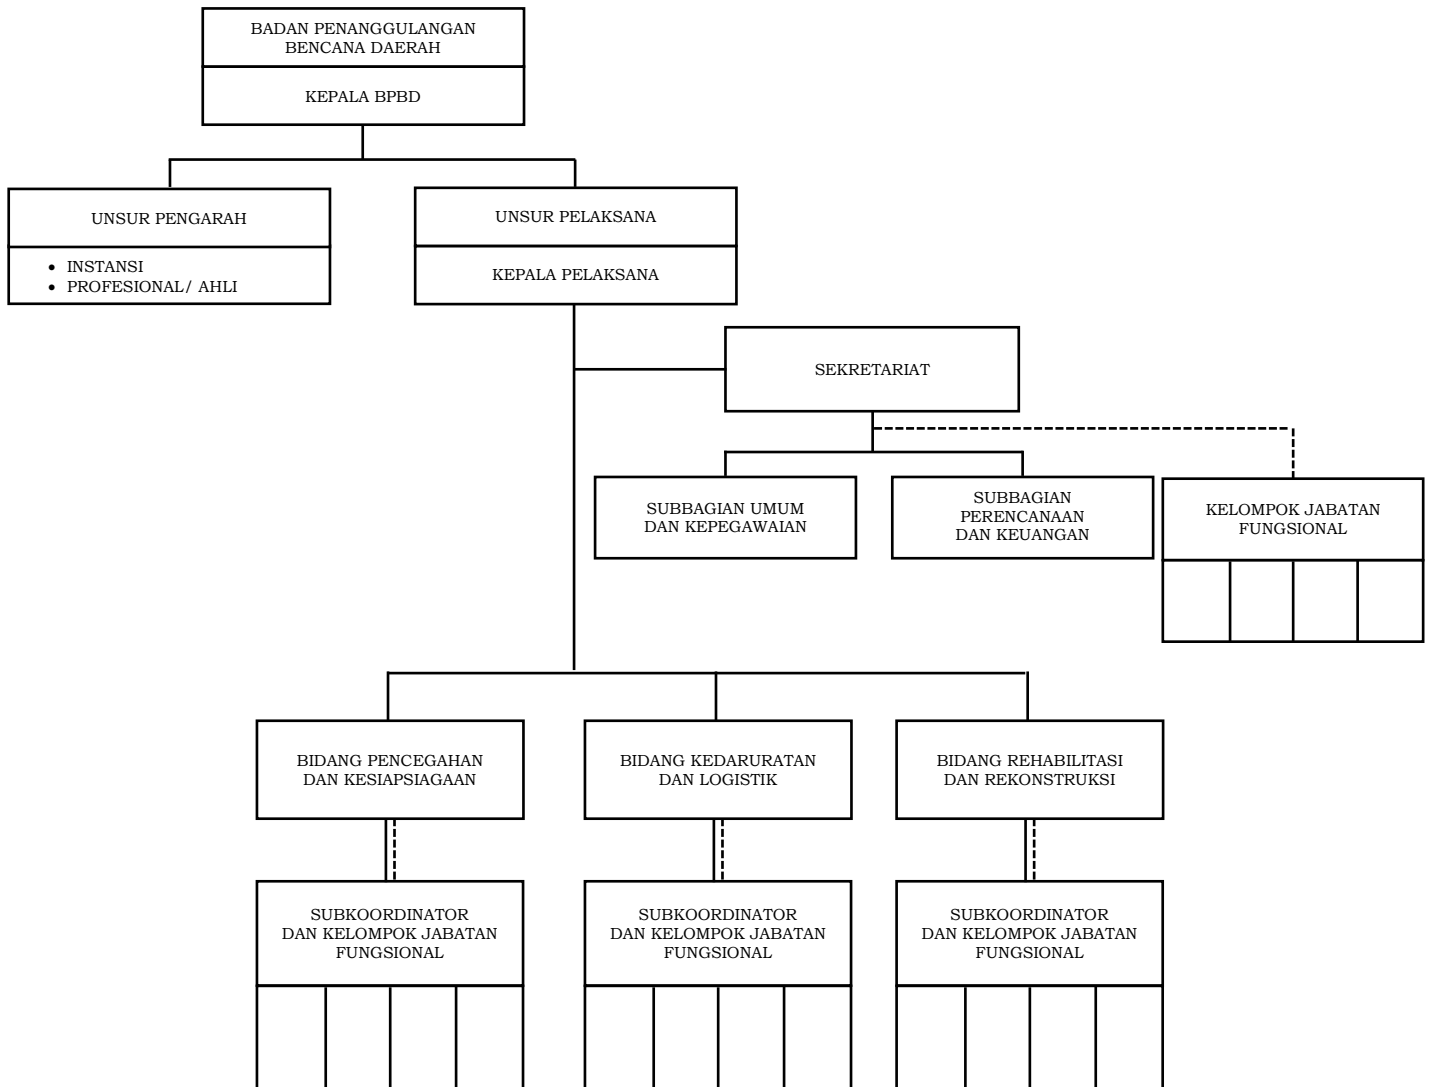 BADAN PENANGGULANGAN
BENCANA DAERAH
KEPALA BPBD
UNSUR PENGARAH
• INSTANSI
• PROFESIONAL/ AHLI
UNSUR PELAKSANA
KEPALA PELAKSANA
SEKRETARIAT
SUBBAGIAN UMUM
DAN KEPEGAWAIAN
SUBBAGIAN
PERENCANAAN
DAN KEUANGAN
KELOMPOK JABATAN
FUNGSIONAL
BIDANG PENCEGAHAN
DAN KESIAPSIAGAAN
BIDANG KEDARURATAN
DAN LOGISTIK
BIDANG REHABILITASI
DAN REKONSTRUKSI
SUBKOORDINATOR
DAN KELOMPOK JABATAN
FUNGSIONAL
SUBKOORDINATOR
DAN KELOMPOK JABATAN
FUNGSIONAL
SUBKOORDINATOR
DAN KELOMPOK JABATAN
FUNGSIONAL